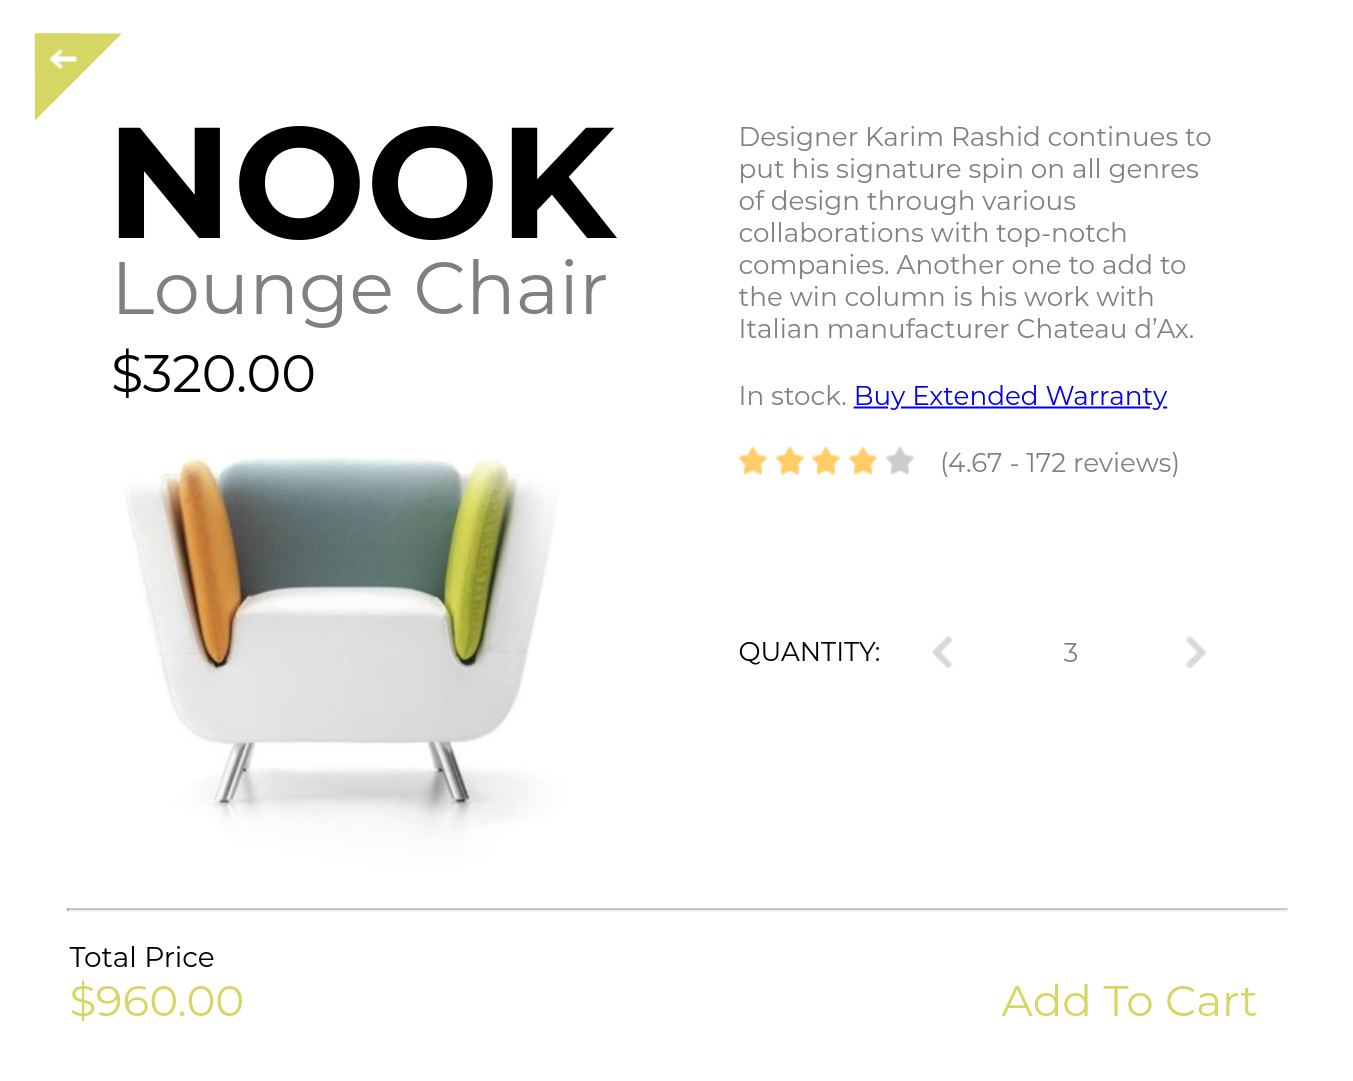 NOOK
Lounge Chair
$320.00
Designer Karim Rashid continues to
put his signature spin on all genres
of design through various
collaborations with top-notch
companies. Another one to add to
the win column is his work with
Italian manufacturer Chateau d’Ax.
In stock. Buy Extended Warranty
(4.67 - 172 reviews)
QUANTITY: 3
Total Price
$960.00
Add To Cart